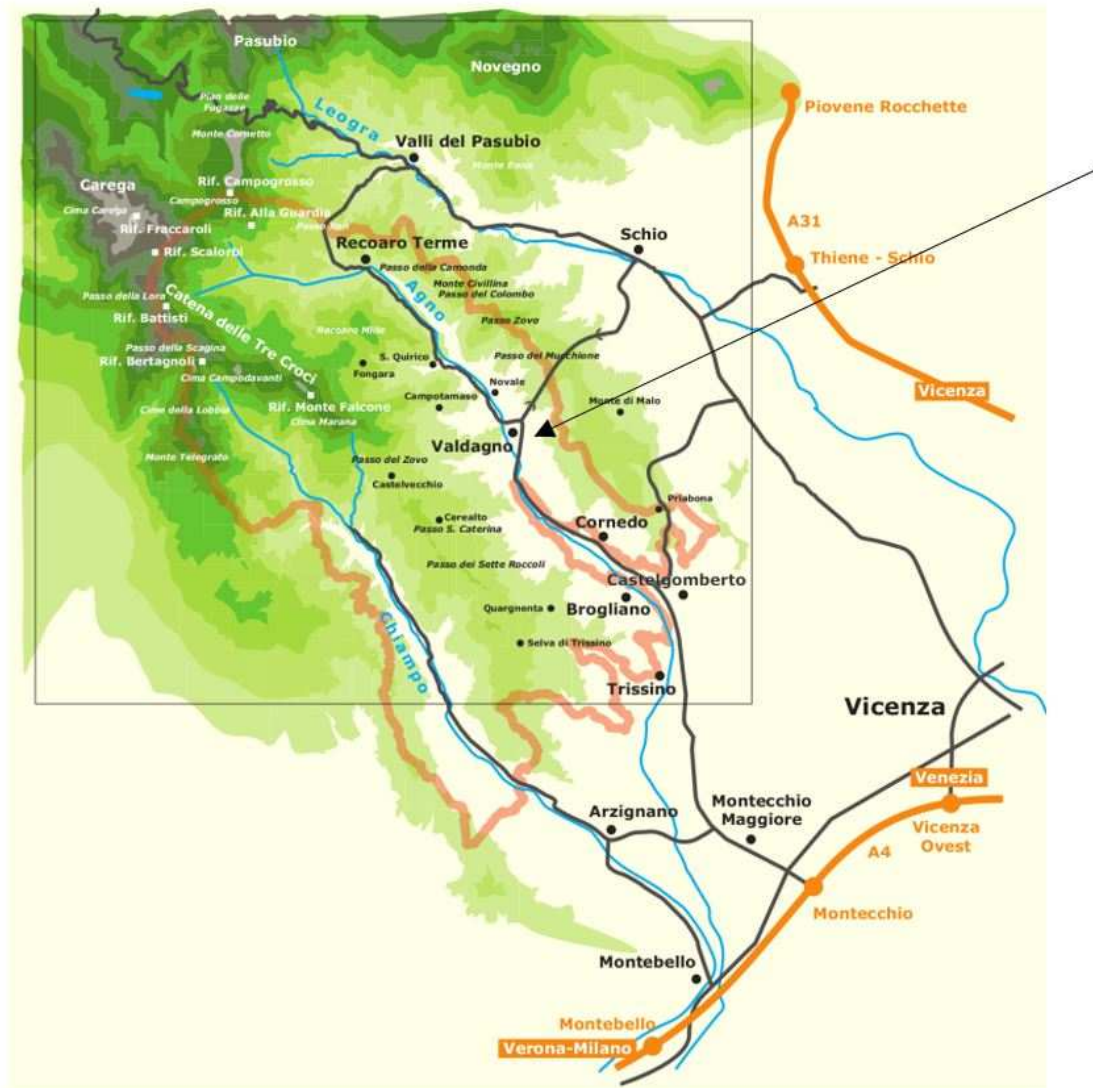 Pasubio
Novegno
Pian delle
Fugazze
Piovene Rocchette
Leogra
Monte Cornetto
Valli del Pasubio
Carega
Rif. Campogrosso
Campogrosso
Cima Carega
Rif. Alla Guardia
Rif. Fraccaroli
A31
Schio
Recoaro Terme
Rif. Scalorbi
Thiene - Schio
Passo della Camonda
Agno
Monte Civillina
Passo del Colombo
Passo della Lora
Rif. Battisti
Catena delle Tre Croci
Passo Zovo
Recoaro Mille
Passo della Scagina
Rif. Bertagnoli
S. Quirico
Passo del Mucchione
Fongara
Cima Campodavanti
Novale
Vicenza
Campotamaso
Rif. Monte Falcone
Cima Marana
Cime della Lobbia
Monte di Malo
Valdagno
Monte Telegrafo
Passo del Zovo
Castelvecchio
Priabona
Cerealto
Passo S. Caterina
Cornedo
Passo dei Sette Roccoli
Castelgomberto
Brogliano
Quargnenta
Selva di Trissino
Chiampo
Trissino
Vicenza
Venezia
Arzignano
Montecchio
Maggiore
Vicenza
Ovest
A4
Montecchio
Montebello
Montebello
Verona-Milano